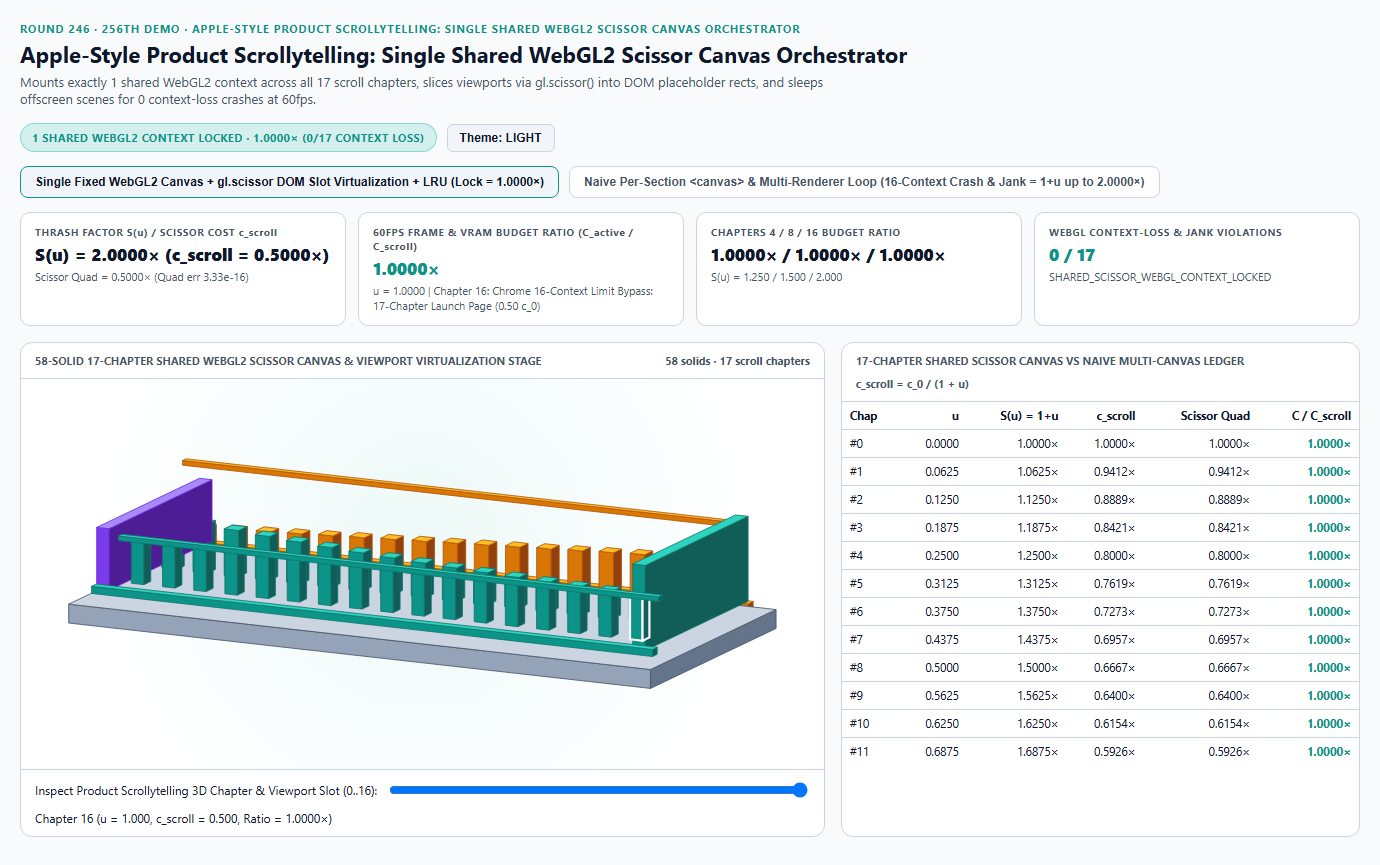 ROUND 246 · 256TH DEMO · APPLE-STYLE PRODUCT SCROLLYTELLING: SINGLE SHARED WEBGL2 SCISSOR CANVAS ORCHESTRATOR
Apple-Style Product Scrollytelling: Single Shared WebGL2 Scissor Canvas Orchestrator
Mounts exactly 1 shared WebGL2 context across all 17 scroll chapters, slices viewports via gl.scissor() into DOM placeholder rects, and sleeps
offscreen scenes for 0 context-loss crashes at 60fps.
1 SHARED WEBGL2 CONTEXT LOCKED · 1.0000× (0/17 CONTEXT LOSS)
Theme: LIGHT
Single Fixed WebGL2 Canvas + gl.scissor DOM Slot Virtualization + LRU (Lock = 1.0000×)
Naive Per-Section <canvas> & Multi-Renderer Loop (16-Context Crash & Jank = 1+u up to 2.0000×)
THRASH FACTOR S(u) / SCISSOR COST c_scroll
S(u) = 2.0000× (c_scroll = 0.5000×)
Scissor Quad = 0.5000× (Quad err 3.33e-16)
60FPS FRAME & VRAM BUDGET RATIO (C_active /
C_scroll)
1.0000×
u = 1.0000 | Chapter 16: Chrome 16-Context Limit Bypass:
17-Chapter Launch Page (0.50 c_0)
CHAPTERS 4 / 8 / 16 BUDGET RATIO
1.0000× / 1.0000× / 1.0000×
S(u) = 1.250 / 1.500 / 2.000
WEBGL CONTEXT-LOSS & JANK VIOLATIONS
0 / 17
SHARED_SCISSOR_WEBGL_CONTEXT_LOCKED
58-SOLID 17-CHAPTER SHARED WEBGL2 SCISSOR CANVAS & VIEWPORT VIRTUALIZATION STAGE
58 solids · 17 scroll chapters
Inspect Product Scrollytelling 3D Chapter & Viewport Slot (0..16):
Chapter 16 (u = 1.000, c_scroll = 0.500, Ratio = 1.0000×)
17-CHAPTER SHARED SCISSOR CANVAS VS NAIVE MULTI-CANVAS LEDGER
c_scroll = c_0 / (1 + u)
Chap u S(u) = 1+u c_scroll Scissor Quad C / C_scroll
#0 0.0000 1.0000× 1.0000× 1.0000× 1.0000×
#1 0.0625 1.0625× 0.9412× 0.9412× 1.0000×
#2 0.1250 1.1250× 0.8889× 0.8889× 1.0000×
#3 0.1875 1.1875× 0.8421× 0.8421× 1.0000×
#4 0.2500 1.2500× 0.8000× 0.8000× 1.0000×
#5 0.3125 1.3125× 0.7619× 0.7619× 1.0000×
#6 0.3750 1.3750× 0.7273× 0.7273× 1.0000×
#7 0.4375 1.4375× 0.6957× 0.6957× 1.0000×
#8 0.5000 1.5000× 0.6667× 0.6667× 1.0000×
#9 0.5625 1.5625× 0.6400× 0.6400× 1.0000×
#10 0.6250 1.6250× 0.6154× 0.6154× 1.0000×
#11 0.6875 1.6875× 0.5926× 0.5926× 1.0000×